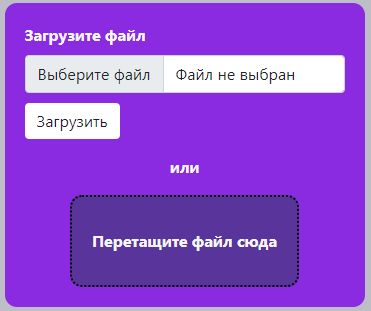 Загрузите файл
Выберите файл Файл не выбран
Загрузить
или
Перетащите файл сюда